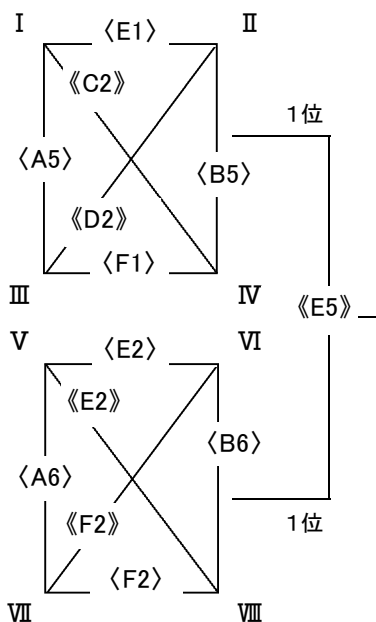 Ⅰ 〈E1〉 Ⅱ
《C2》 1位
〈A5〉 〈B5〉
《D2》
〈F1〉
Ⅲ Ⅳ 《E5》
Ⅴ 〈E2〉 Ⅵ
《E2》
〈B6〉
〈A6〉
《F2》 1位
〈F2〉
Ⅶ Ⅷ